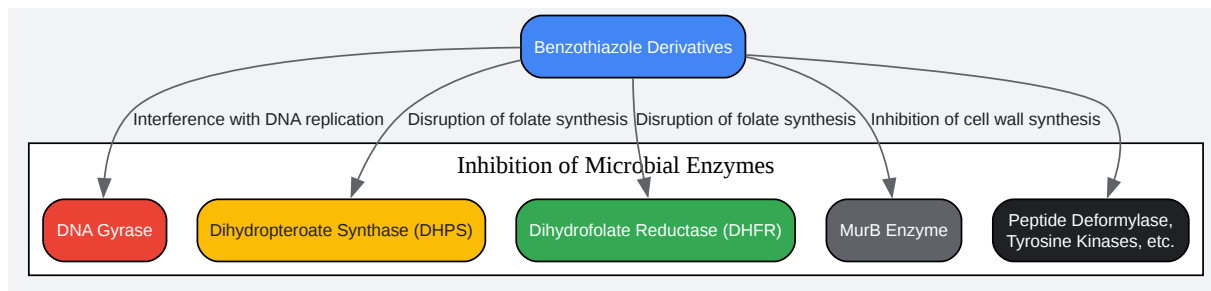 Benzothiazole Derivatives
Interference with DNA replication
Disruption of folate synthesis
Disruption of folate synthesis
Inhibition of cell wall synthesis
Inhibition of Microbial Enzymes
DNA Gyrase
Dihydropteroate Synthase (DHPS)
Dihydrofolate Reductase (DHFR)
MurB Enzyme
Peptide Deformylase,
Tyrosine Kinases, etc.